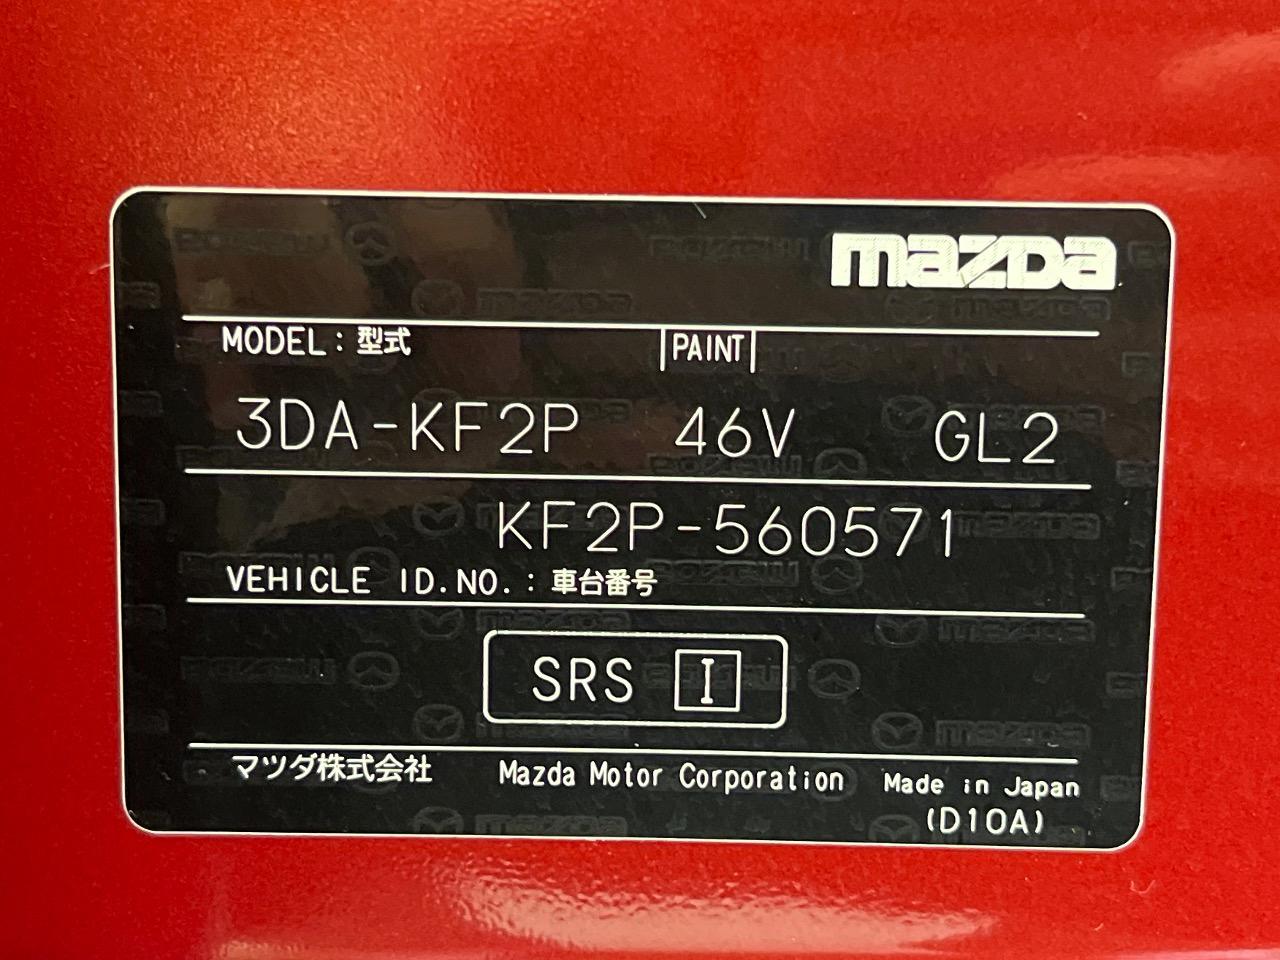 mazda
MODEL : 型式 PAINT
3DA-KF2P 46V GL2
KF2P-560571
VEHICLE ID.NO. : 車台番号
SRS I
マツダ株式会社 Mazda Motor Corporation Made in Japan
(D10A)